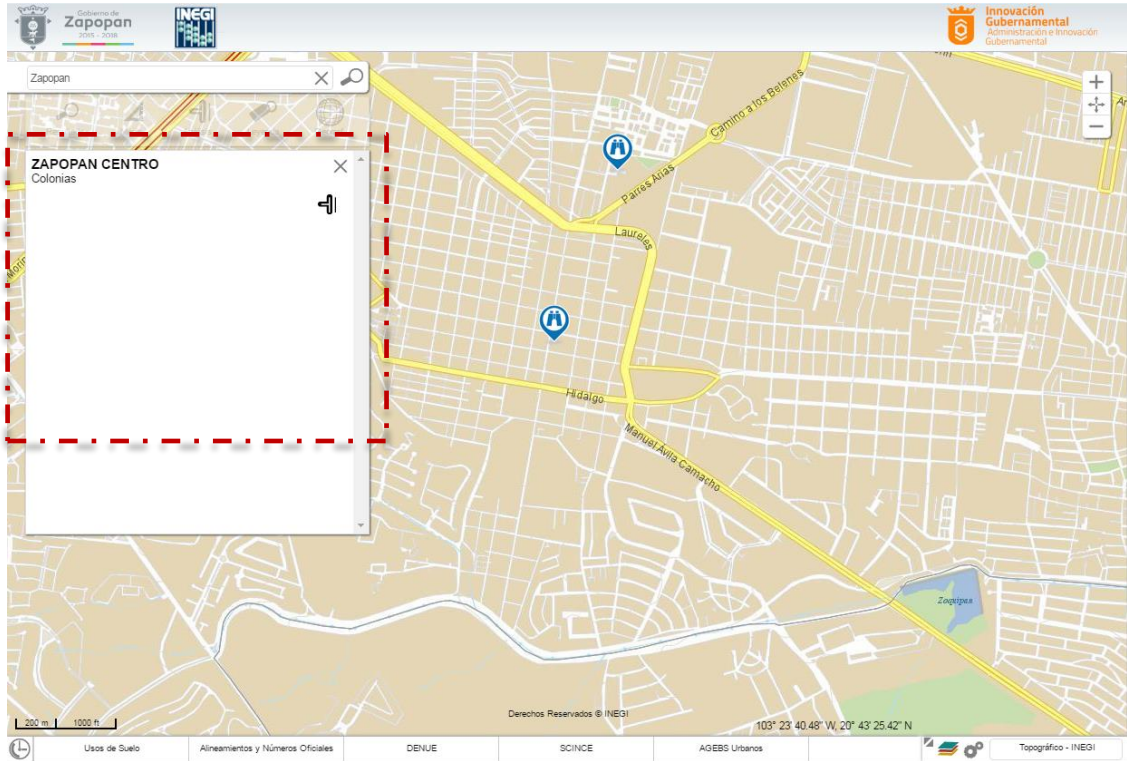 Gobierno de
Zapopan
2015 - 2018
INEGI
Innovación
Gubernamental
Administración e Innovación
Gubernamental
Zapopan
ZAPOPAN CENTRO
Colonias
Camino a los Belenes
Parres Arias
Laureles
Hidalgo
Manuel Ávila Camacho
Zoquipan
200 m
1000 ft
Derechos Reservados © INEGI
103° 23' 40.48" W, 20° 43' 25.42" N
Usos de Suelo
Alineamientos y Números Oficiales
DENUE
SCINCE
AGEBS Urbanos
Topográfico - INEGI